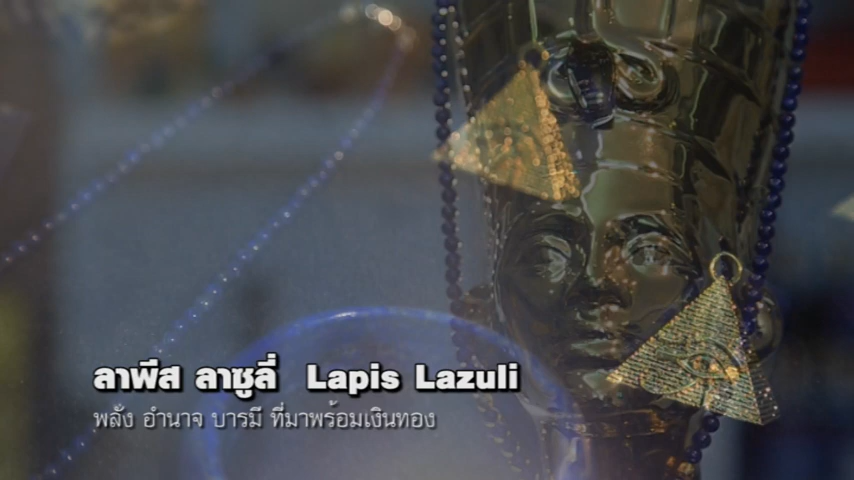 ลาพีส ลาซูลี่ Lapis Lazuli
พลัง อำนาจ บารมี ที่มาพร้อมเงินทอง